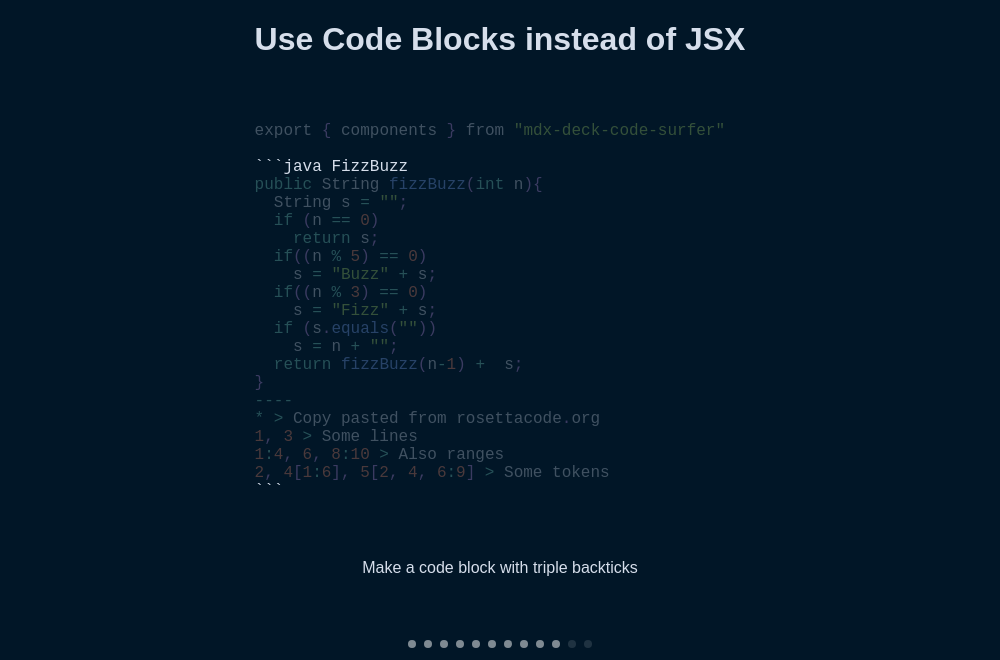 Use Code Blocks instead of JSX
export { components } from "mdx-deck-code-surfer"
```java FizzBuzz
public String fizzBuzz(int n){
  String s = "";
  if (n == 0)
    return s;
  if((n % 5) == 0)
    s = "Buzz" + s;
  if((n % 3) == 0)
    s = "Fizz" + s;
  if (s.equals(""))
    s = n + "";
  return fizzBuzz(n-1) +  s;
}
----
* > Copy pasted from rosettacode.org
1, 3 > Some lines
1:4, 6, 8:10 > Also ranges
2, 4[1:6], 5[2, 4, 6:9] > Some tokens
```
Make a code block with triple backticks